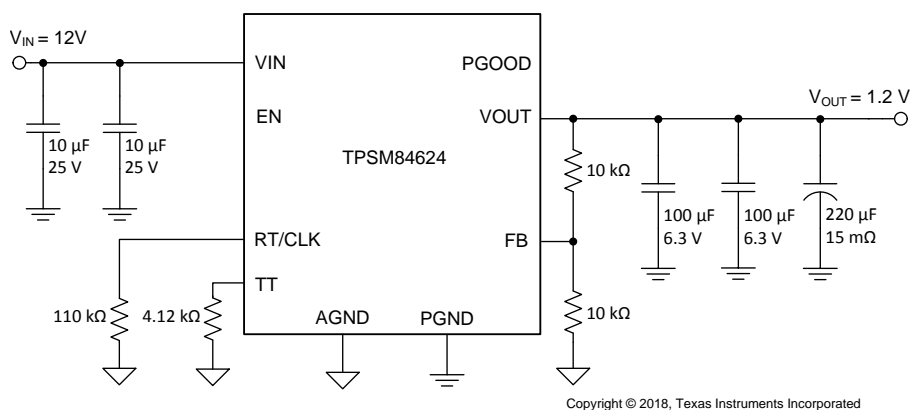 VIN = 12V
VIN
PGOOD
EN
VOUT
VOUT = 1.2 V
10 µF
25 V
10 µF
25 V
TPSM84624
10 kΩ
100 µF
6.3 V
100 µF
6.3 V
220 µF
15 mΩ
RT/CLK
FB
TT
110 kΩ
4.12 kΩ
AGND
PGND
10 kΩ
Copyright © 2018, Texas Instruments Incorporated